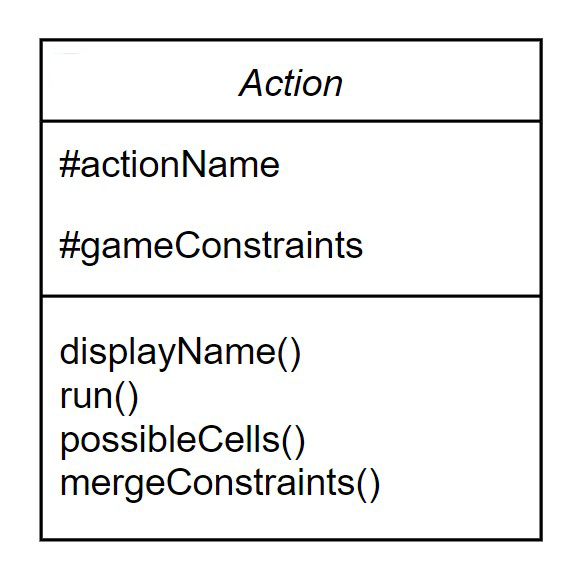 Action
#actionName
#gameConstraints
displayName()
run()
possibleCells()
mergeConstraints()